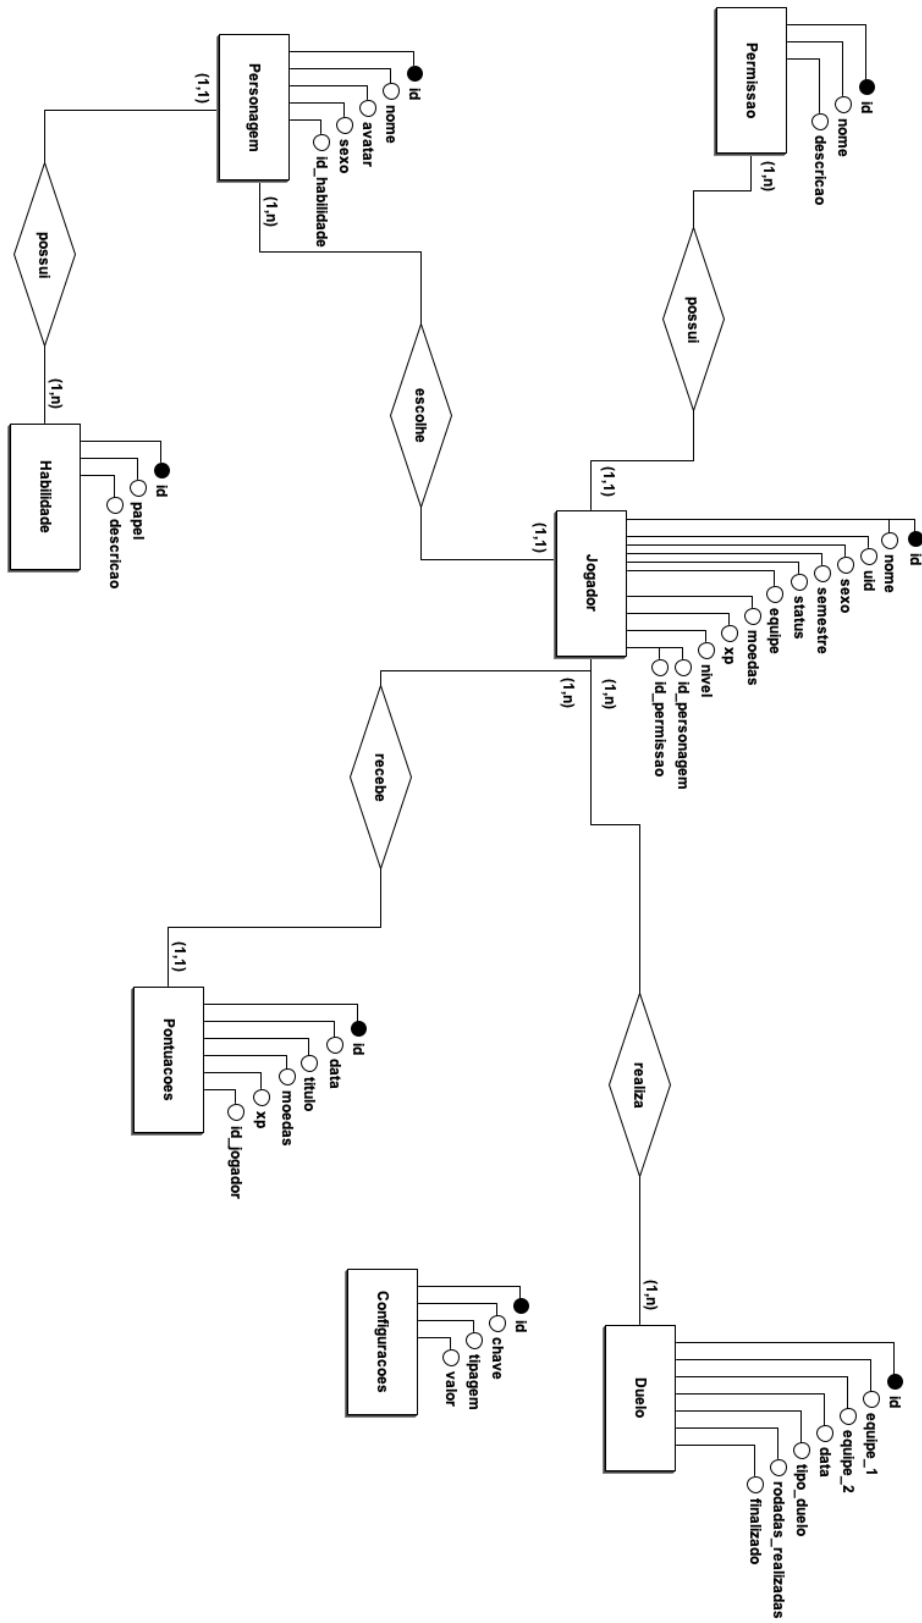 Permissao
id
nome
descricao
(1,n)
possui
(1,1)
Personagem
id
nome
avatar
sexo
id_habilidade
(1,1)
(1,n)
possui
(1,n)
Habilidade
id
papel
descricao
escolhe
(1,1)
Jogador
id
nome
uid
sexo
semestre
status
equipe
moedas
xp
nivel
id_personagem
id_permissao
(1,n)
(1,n)
recebe
(1,1)
Pontuacoes
id
data
titulo
moedas
xp
id_jogador
realiza
(1,n)
Duelo
id
equipe_1
equipe_2
data
tipo_duelo
rodadas_realizadas
finalizado
Configuracoes
id
chave
tipagem
valor